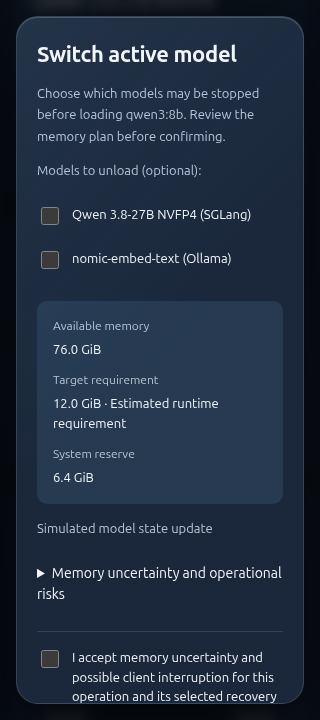 Switch active model
Choose which models may be stopped
before loading qwen3:8b. Review the
memory plan before confirming.
Models to unload (optional):
Qwen 3.8-27B NVFP4 (SGLang)
nomic-embed-text (Ollama)
Available memory
76.0 GiB
Target requirement
12.0 GiB · Estimated runtime
requirement
System reserve
6.4 GiB
Simulated model state update
Memory uncertainty and operational
risks
I accept memory uncertainty and
possible client interruption for this
operation and its selected recovery